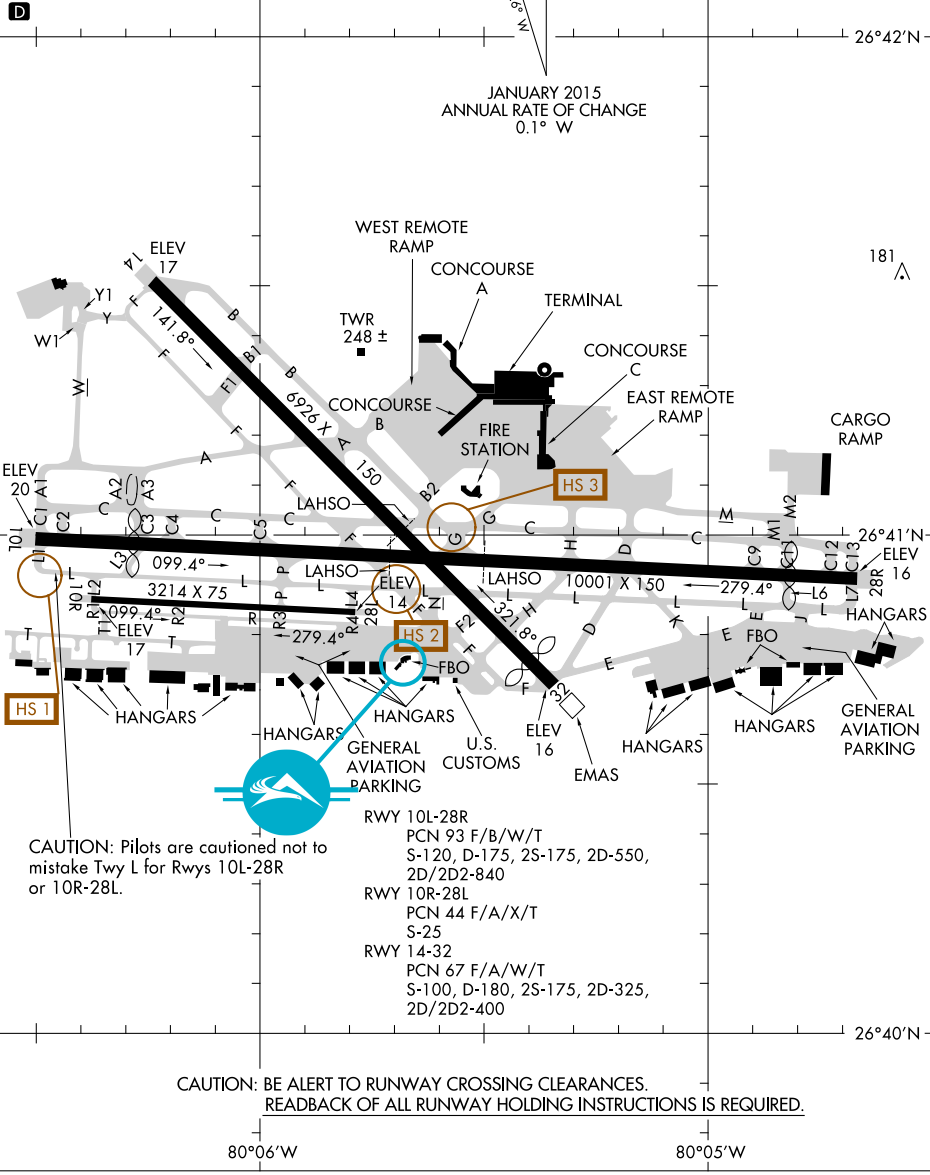 D
26°42'N
6° W
JANUARY 2015
ANNUAL RATE OF CHANGE
0.1° W
WEST REMOTE
RAMP
CONCOURSE
A
TERMINAL
181
14
ELEV
17
Y1
Y
W1
W
F
B
141.8°
TWR
248 ±
CONCOURSE
C
EAST REMOTE
RAMP
F
B1
B
F1
F
6926 X
150
A
CONCOURSE
B
FIRE
STATION
CARGO
RAMP
A
F
B2
HS 3
ELEV
20
A1
A2
A3
LAHSO
C1
C2
C
C3
C4
C
C5
C
F
G
G
C
H
D
C
M
M1
M2
26°41'N
10L
L1
L
L3
099.4°
L
P
P
L
LAHSO
ELEV
14
L
LAHSO
10001 X 150
279.4°
C9
C12
C13
ELEV
16
28R
L7
L6
10R
R1
L2
3214 X 75
099.4°
R2
R
R3
R4
L4
28L
N
F
F2
321.8°
H
L
L
K
L
L
J
E
E
E
D
T
T
T
ELEV
17
279.4°
HS 2
F
F
FBO
FBO
HANGARS
HS 1
HANGARS
HANGARS
GENERAL
AVIATION
PARKING
HANGARS
U.S.
CUSTOMS
32
ELEV
16
EMAS
HANGARS
HANGARS
GENERAL
AVIATION
PARKING
CAUTION: Pilots are cautioned not to
mistake Twy L for Rwys 10L-28R
or 10R-28L.
RWY 10L-28R
PCN 93 F/B/W/T
S-120, D-175, 2S-175, 2D-550,
2D/2D2-840
RWY 10R-28L
PCN 44 F/A/X/T
S-25
RWY 14-32
PCN 67 F/A/W/T
S-100, D-180, 2S-175, 2D-325,
2D/2D2-400
26°40'N
CAUTION: BE ALERT TO RUNWAY CROSSING CLEARANCES.
READBACK OF ALL RUNWAY HOLDING INSTRUCTIONS IS REQUIRED.
80°06'W
80°05'W